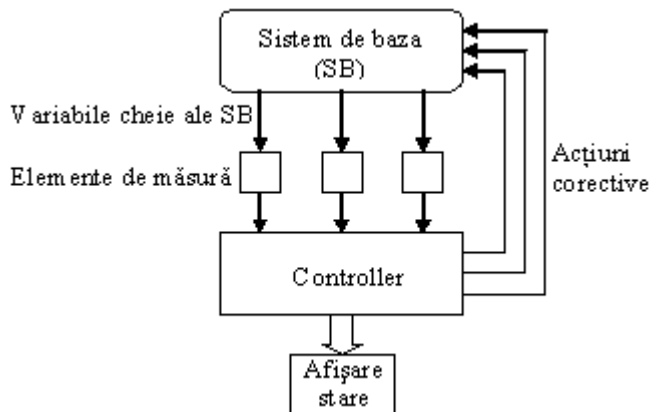 Sistem de baza
(SB)
Variabile cheie ale SB
Elemente de măsură
Acţiuni
corective
Controller
Afişare
stare